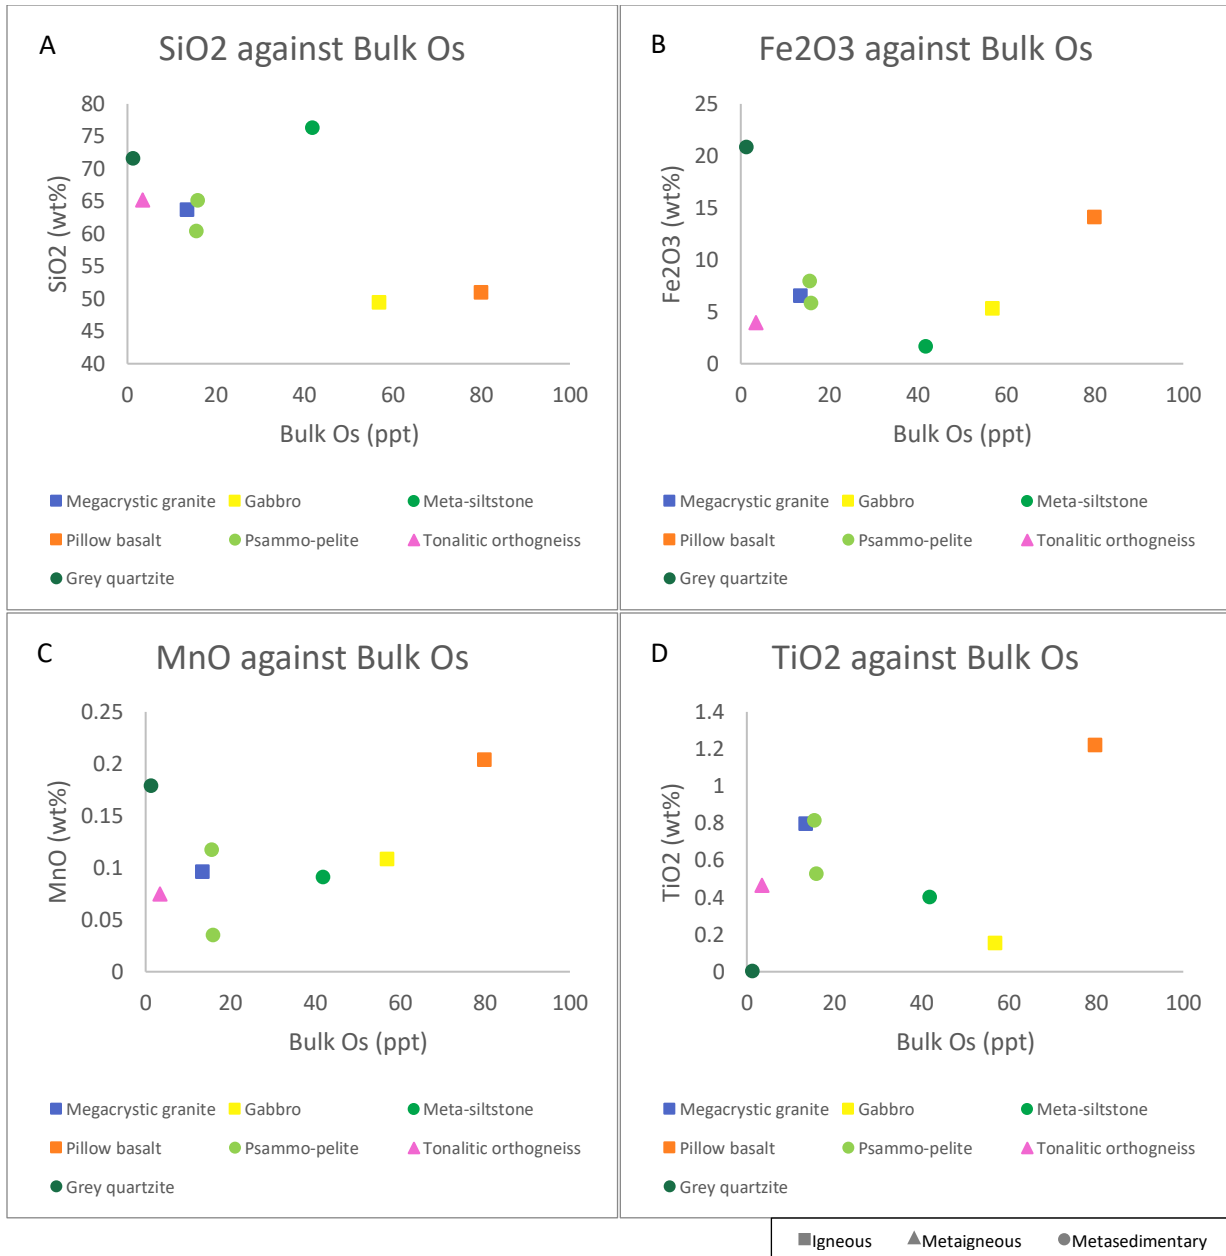 A
SiO2 against Bulk Os
80
75
70
65
60
55
50
45
40
SiO2 (wt%)
0 20 40 60 80 100
Bulk Os (ppt)
Megacrystic granite Gabbro Meta-siltstone
Pillow basalt Psammo-pelite Tonalitic orthogneiss
Grey quartzite
B
Fe2O3 against Bulk Os
25
20
15
10
5
0
Fe2O3 (wt%)
0 20 40 60 80 100
Bulk Os (ppt)
Megacrystic granite Gabbro Meta-siltstone
Pillow basalt Psammo-pelite Tonalitic orthogneiss
Grey quartzite
C
MnO against Bulk Os
0.25
0.2
0.15
0.1
0.05
0
MnO (wt%)
0 20 40 60 80 100
Bulk Os (ppt)
Megacrystic granite Gabbro Meta-siltstone
Pillow basalt Psammo-pelite Tonalitic orthogneiss
Grey quartzite
D
TiO2 against Bulk Os
1.4
1.2
1
0.8
0.6
0.4
0.2
0
TiO2 (wt%)
0 20 40 60 80 100
Bulk Os (ppt)
Megacrystic granite Gabbro Meta-siltstone
Pillow basalt Psammo-pelite Tonalitic orthogneiss
Grey quartzite
Igneous Metaigneous Metasedimentary